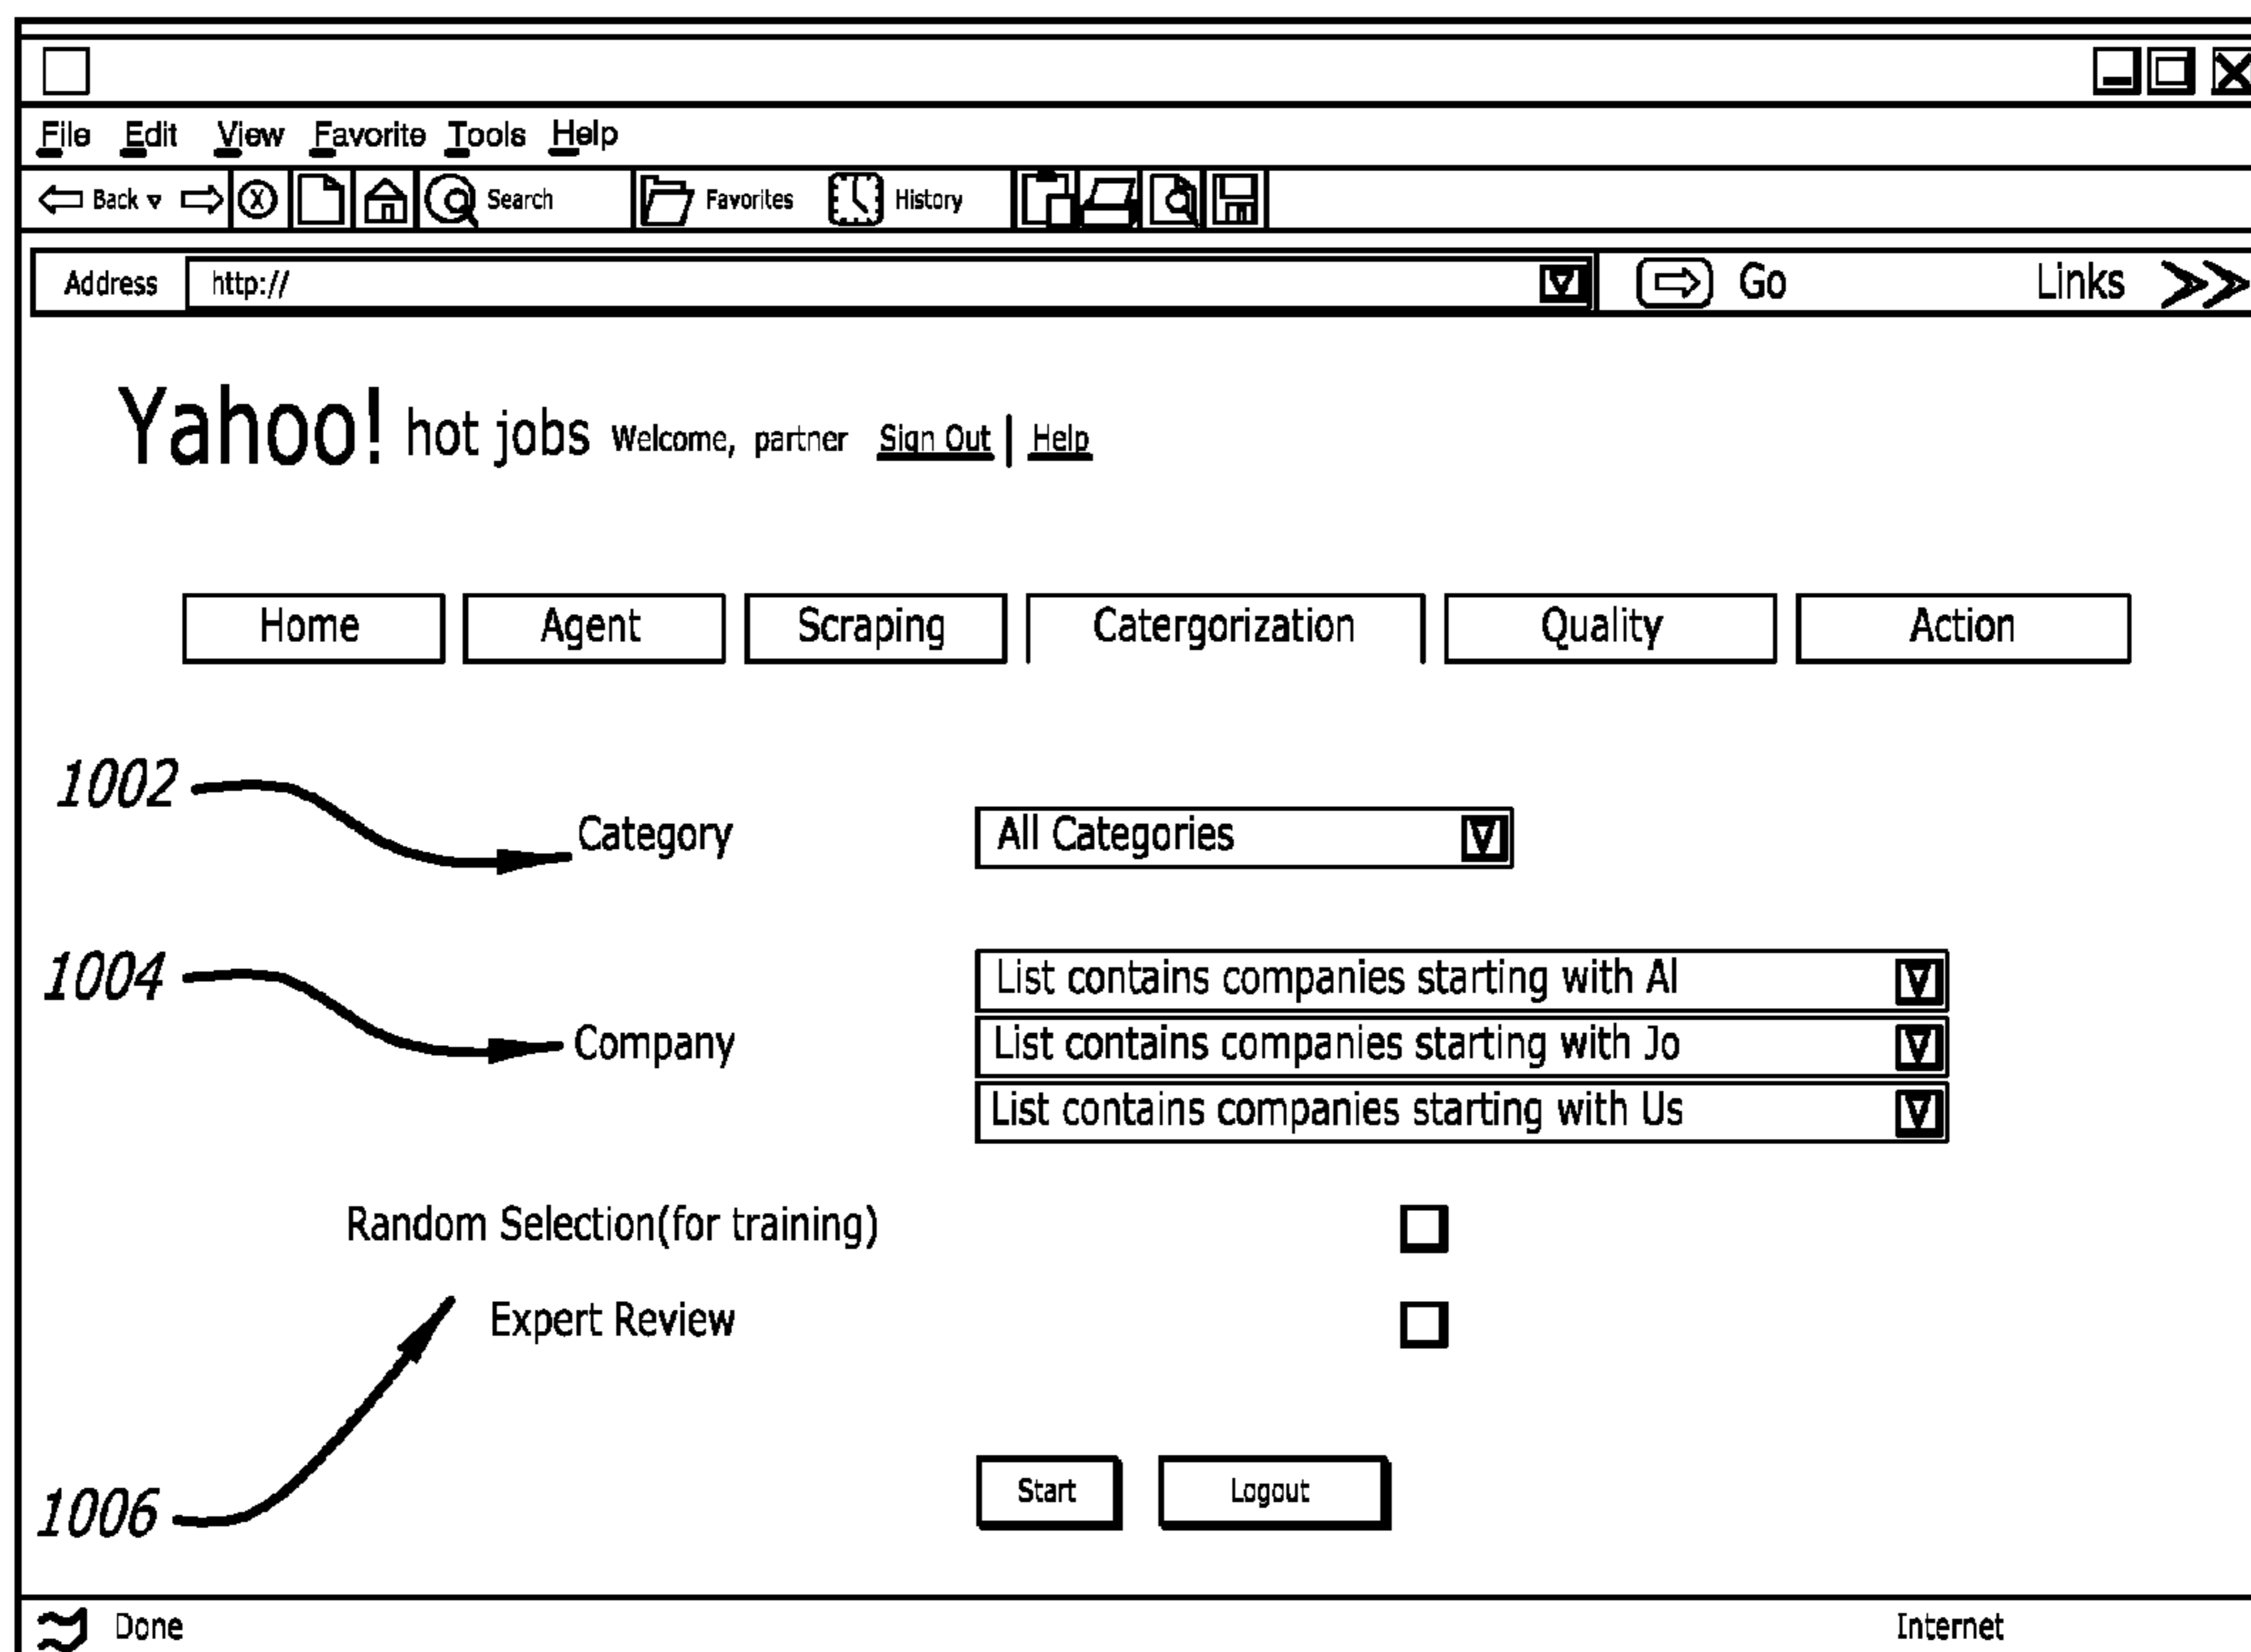 File Edit View Favorite Tools Help
Back X Search Favorites History
Address http:// Go Links
Yahoo! hot jobs Welcome, partner Sign Out | Help
Home Agent Scraping Catergorization Quality Action
1002
Category All Categories
1004
List contains companies starting with Al
Company List contains companies starting with Jo
List contains companies starting with Us
Random Selection(for training)
Expert Review
1006
Start Logout
Done Internet